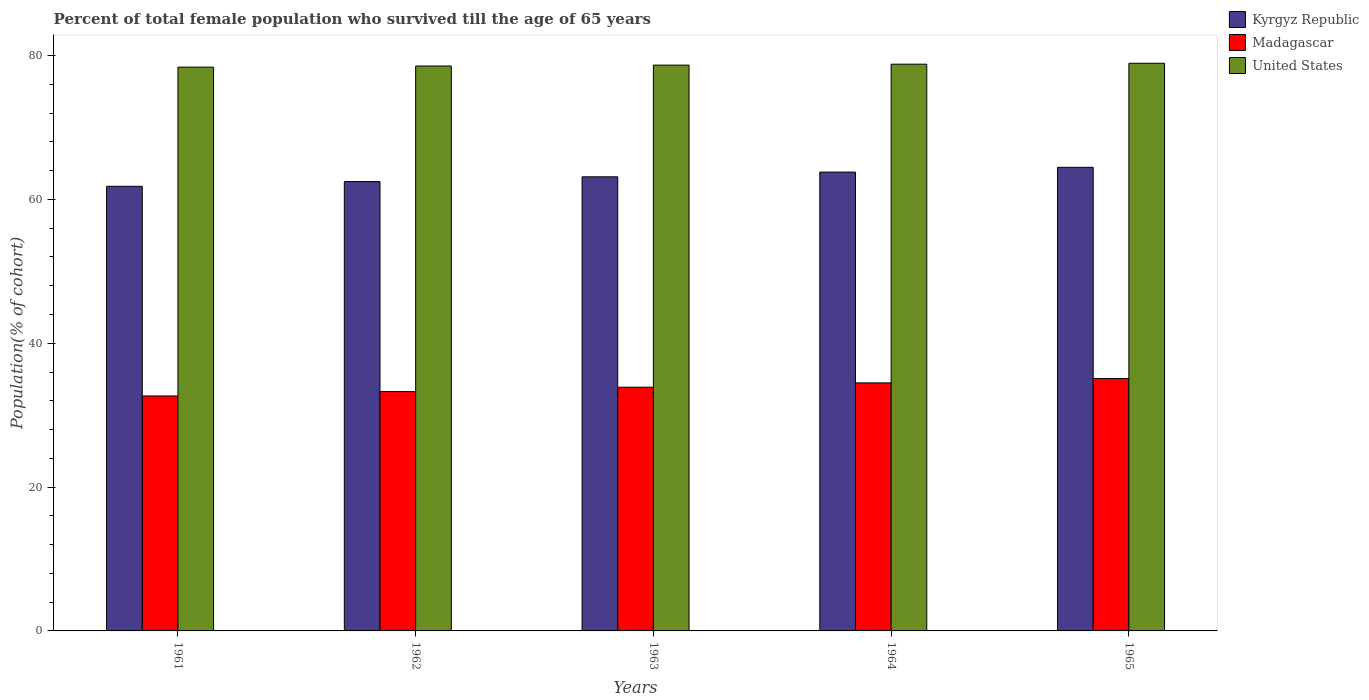 Percent of total female population who survived till the age of 65 years
Kyrgyz Republic
Madagascar
United States
Population(% of cohort)
80
60
40
20
0
1961
1962
1963
1964
1965
Years